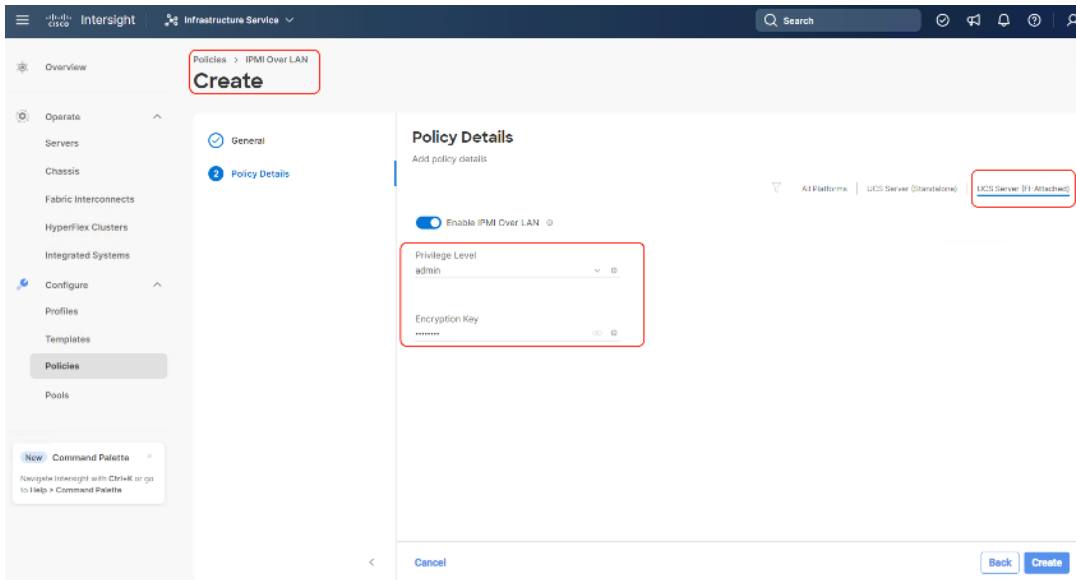 cisco Intersight
Infrastructure Service
Search
Overview
Operate
Servers
Chassis
Fabric Interconnects
HyperFlex Clusters
Integrated Systems
Configure
Profiles
Templates
Policies
Pools
New Command Palette
Navigate Intersight with Ctrl+K or go
to Help > Command Palette
Policies > IPMI Over LAN
Create
General
2 Policy Details
Policy Details
Add policy details
All Platforms | UCS Server (Standalone) | UCS Server (FI-Attached)
Enable IPMI Over LAN
Privilege Level
admin
Encryption Key
••••••••
Cancel
Back
Create